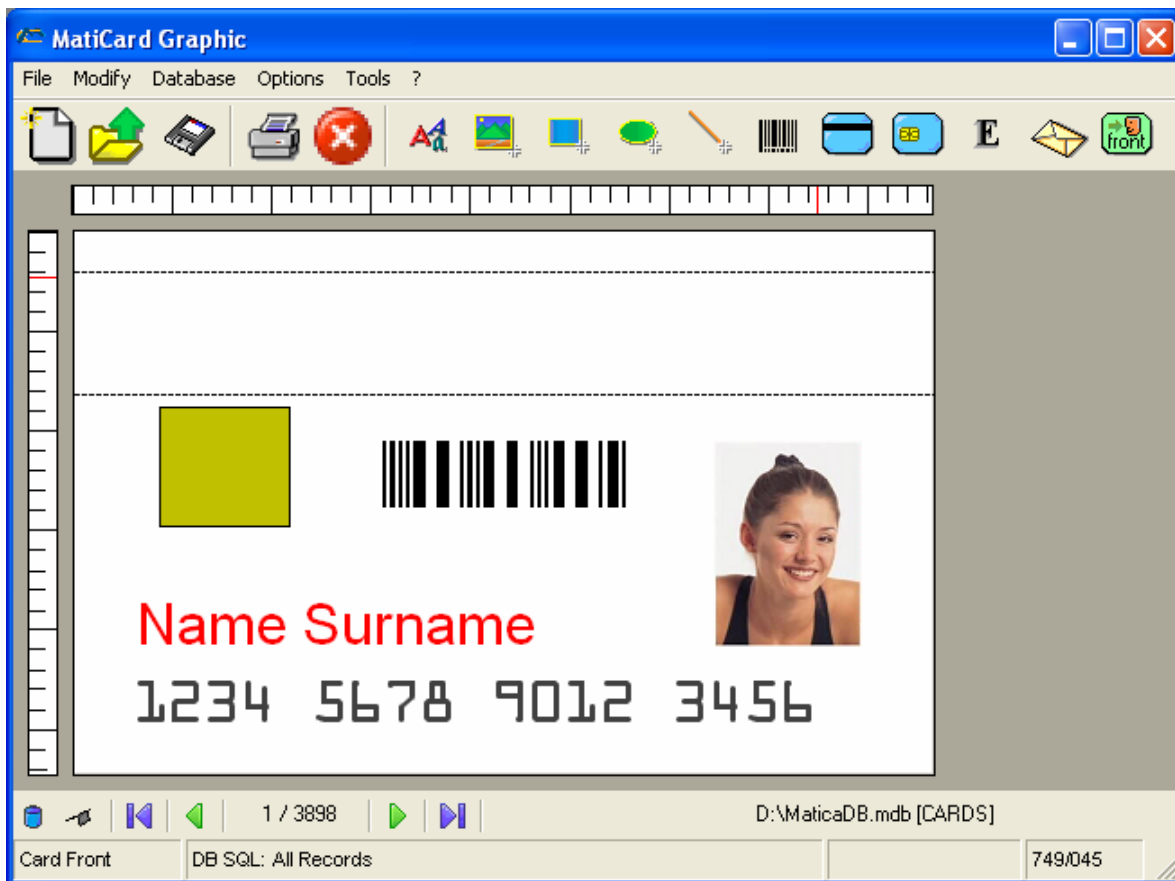 MatiCard Graphic
File Modify Database Options Tools ?
AAa E front
Name Surname
1234 5678 9012 3456
1 / 3898 D:\MaticaDB.mdb [CARDS]
Card Front DB SQL: All Records 749/045